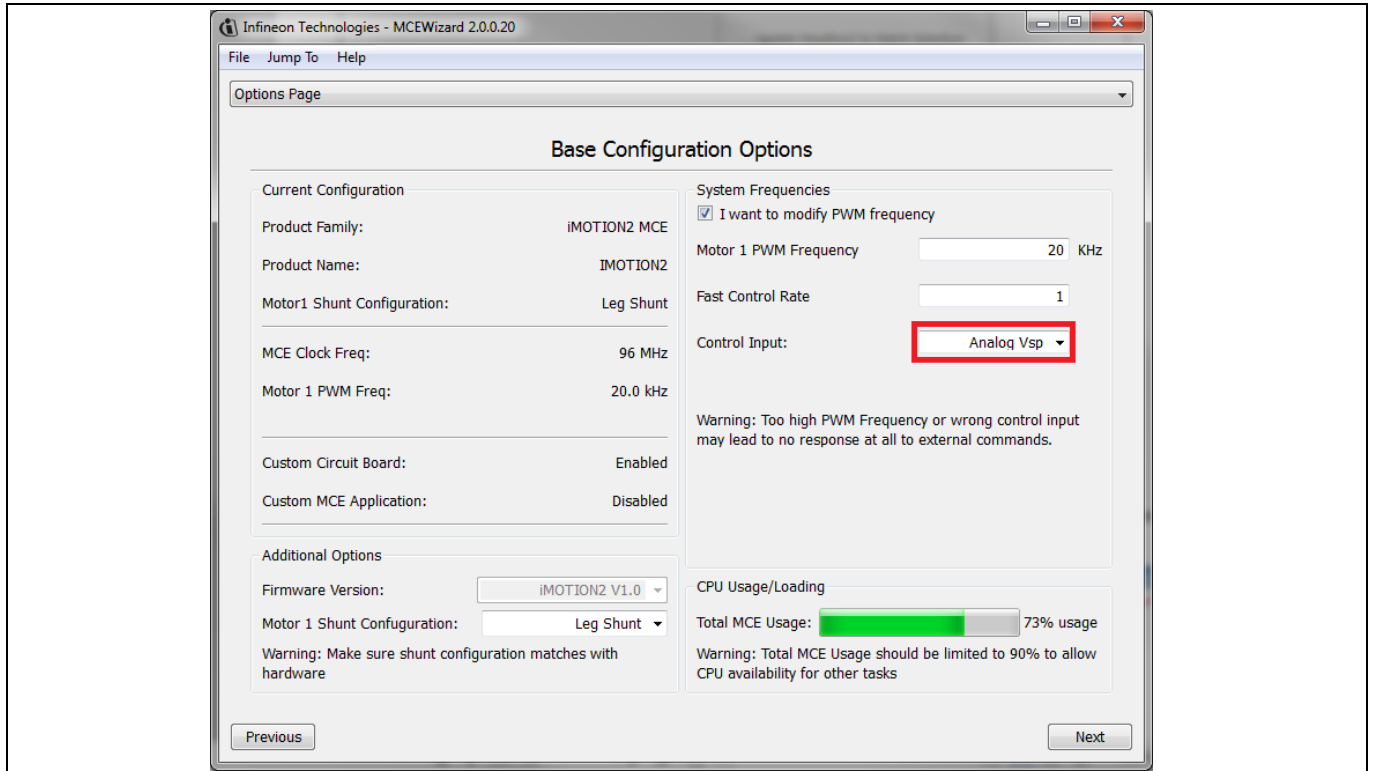 Infineon Technologies - MCEWizard 2.0.0.20
File Jump To Help
Options Page
Base Configuration Options
Current Configuration
Product Family: iMOTION2 MCE
Product Name: IMOTION2
Motor1 Shunt Configuration: Leg Shunt
MCE Clock Freq: 96 MHz
Motor 1 PWM Freq: 20.0 kHz
Custom Circuit Board: Enabled
Custom MCE Application: Disabled
Additional Options
Firmware Version: iMOTION2 V1.0
Motor 1 Shunt Confuguration: Leg Shunt
Warning: Make sure shunt configuration matches with
hardware
System Frequencies
I want to modify PWM frequency
Motor 1 PWM Frequency 20 KHz
Fast Control Rate 1
Control Input: Analog Vsp
Warning: Too high PWM Frequency or wrong control input
may lead to no response at all to external commands.
CPU Usage/Loading
Total MCE Usage: 73% usage
Warning: Total MCE Usage should be limited to 90% to allow
CPU availability for other tasks
Previous
Next